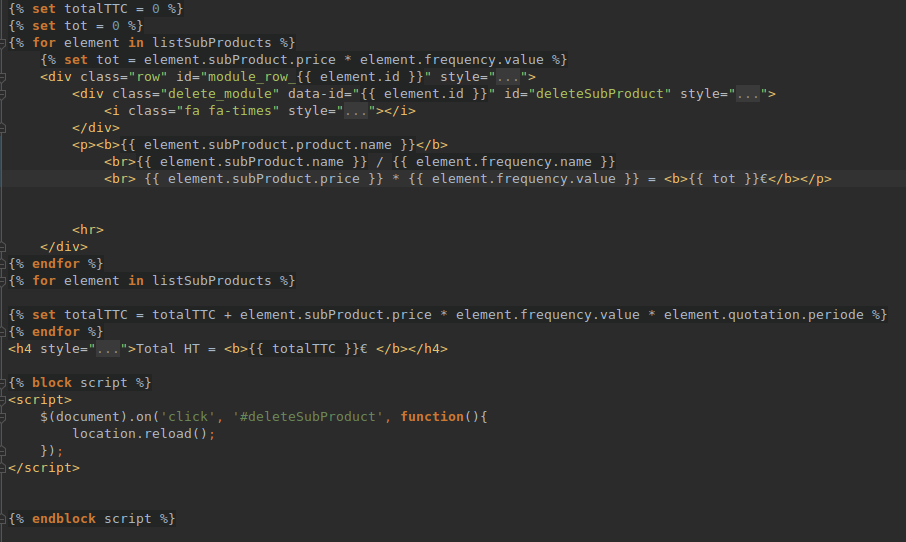 {% set totalTTC = 0 %}
{% set tot = 0 %}
{% for element in listSubProducts %}
    {% set tot = element.subProduct.price * element.frequency.value %}
    <div class="row" id="module_row_{{ element.id }}" style="...">
        <div class="delete_module" data-id="{{ element.id }}" id="deleteSubProduct" style="...">
            <i class="fa fa-times" style="..."></i>
        </div>
        <p><b>{{ element.subProduct.product.name }}</b>
            <br>{{ element.subProduct.name }} / {{ element.frequency.name }}
            <br> {{ element.subProduct.price }} * {{ element.frequency.value }} = <b>{{ tot }}€</b></p>
        <hr>
    </div>
{% endfor %}
{% for element in listSubProducts %}
{% set totalTTC = totalTTC + element.subProduct.price * element.frequency.value * element.quotation.periode %}
{% endfor %}
<h4 style="...">Total HT = <b>{{ totalTTC }}€ </b></h4>
{% block script %}
<script>
    $(document).on('click', '#deleteSubProduct', function(){
        location.reload();
    });
</script>
{% endblock script %}